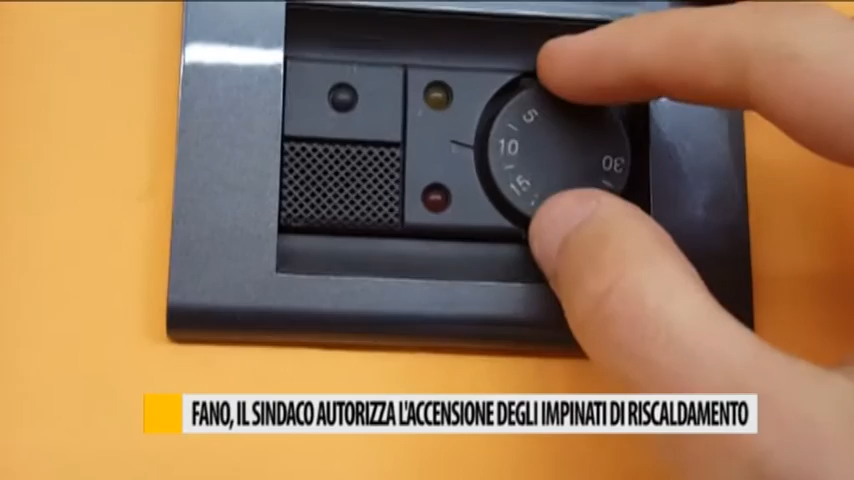 5
10
15
30
FANO, IL SINDACO AUTORIZZA L'ACCENSIONE DEGLI IMPINATI DI RISCALDAMENTO